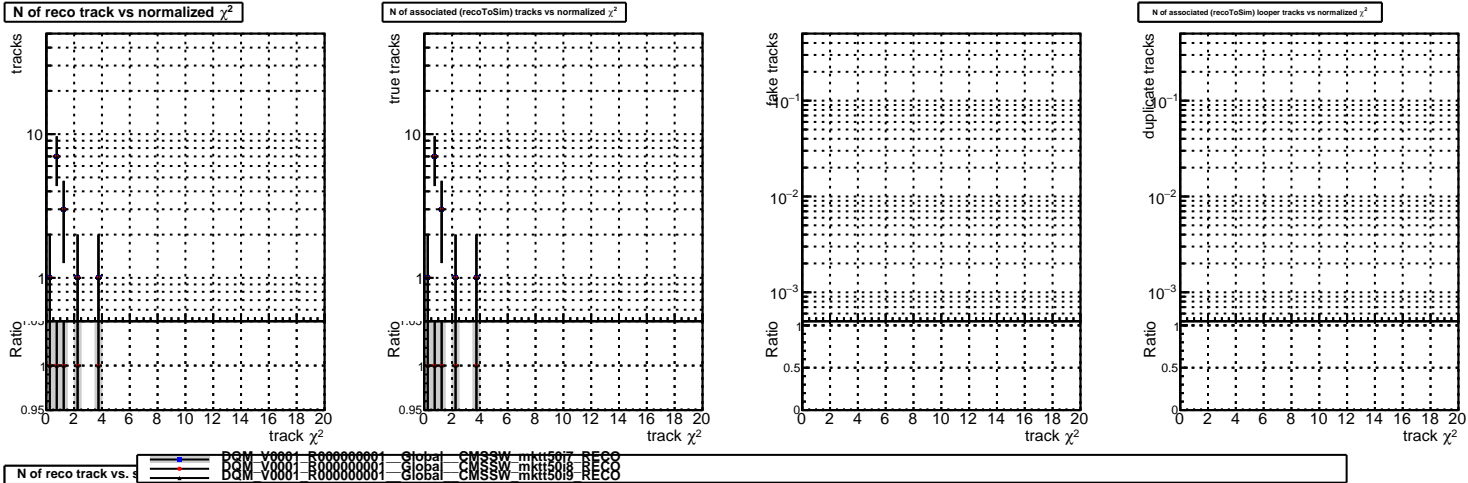 N of reco track vs normalized χ²
N of associated (recoToSim) tracks vs normalized χ²
N of associated (recoToSim) looper tracks vs normalized χ²
tracks
10
1
Ratio
1
0.95
0 2 4 6 8 10 12 14 16 18 20
track χ²
true tracks
10
1
Ratio
1
0.95
0 2 4 6 8 10 12 14 16 18 20
track χ²
fake tracks
10⁻¹
10⁻²
10⁻³
Ratio
1
0.5
0
0 2 4 6 8 10 12 14 16 18 20
track χ²
duplicate tracks
10⁻¹
10⁻²
10⁻³
Ratio
1
0.5
0
0 2 4 6 8 10 12 14 16 18 20
track χ²
N of reco track vs.
DQM_V0001_R000000001__Global__CMSSW_mktt50i7_RECO
DQM_V0001_R000000001__Global__CMSSW_mktt50i8_RECO
DQM_V0001_R000000001__Global__CMSSW_mktt50i9_RECO